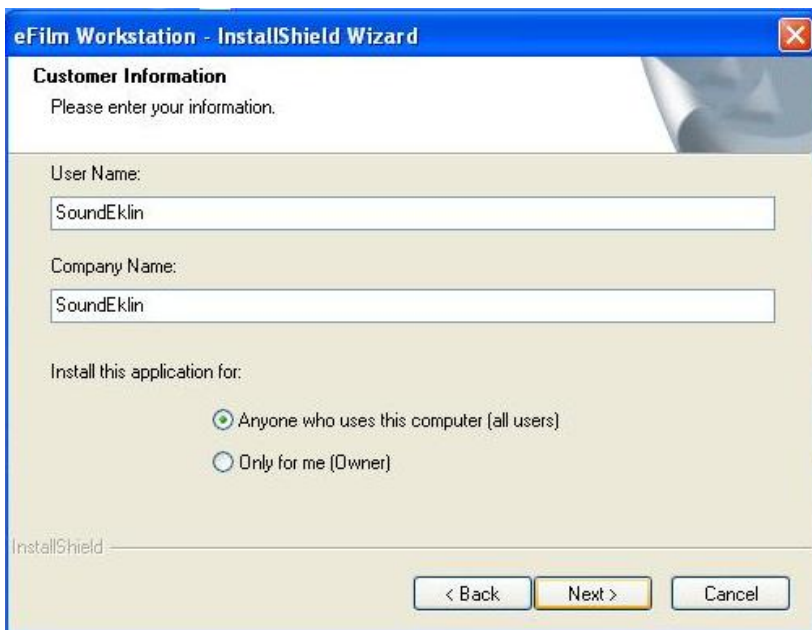 eFilm Workstation - InstallShield Wizard
Customer Information
Please enter your information.
User Name:
SoundEklin
Company Name:
SoundEklin
Install this application for:
Anyone who uses this computer (all users)
Only for me (Owner)
InstallShield
< Back Next > Cancel